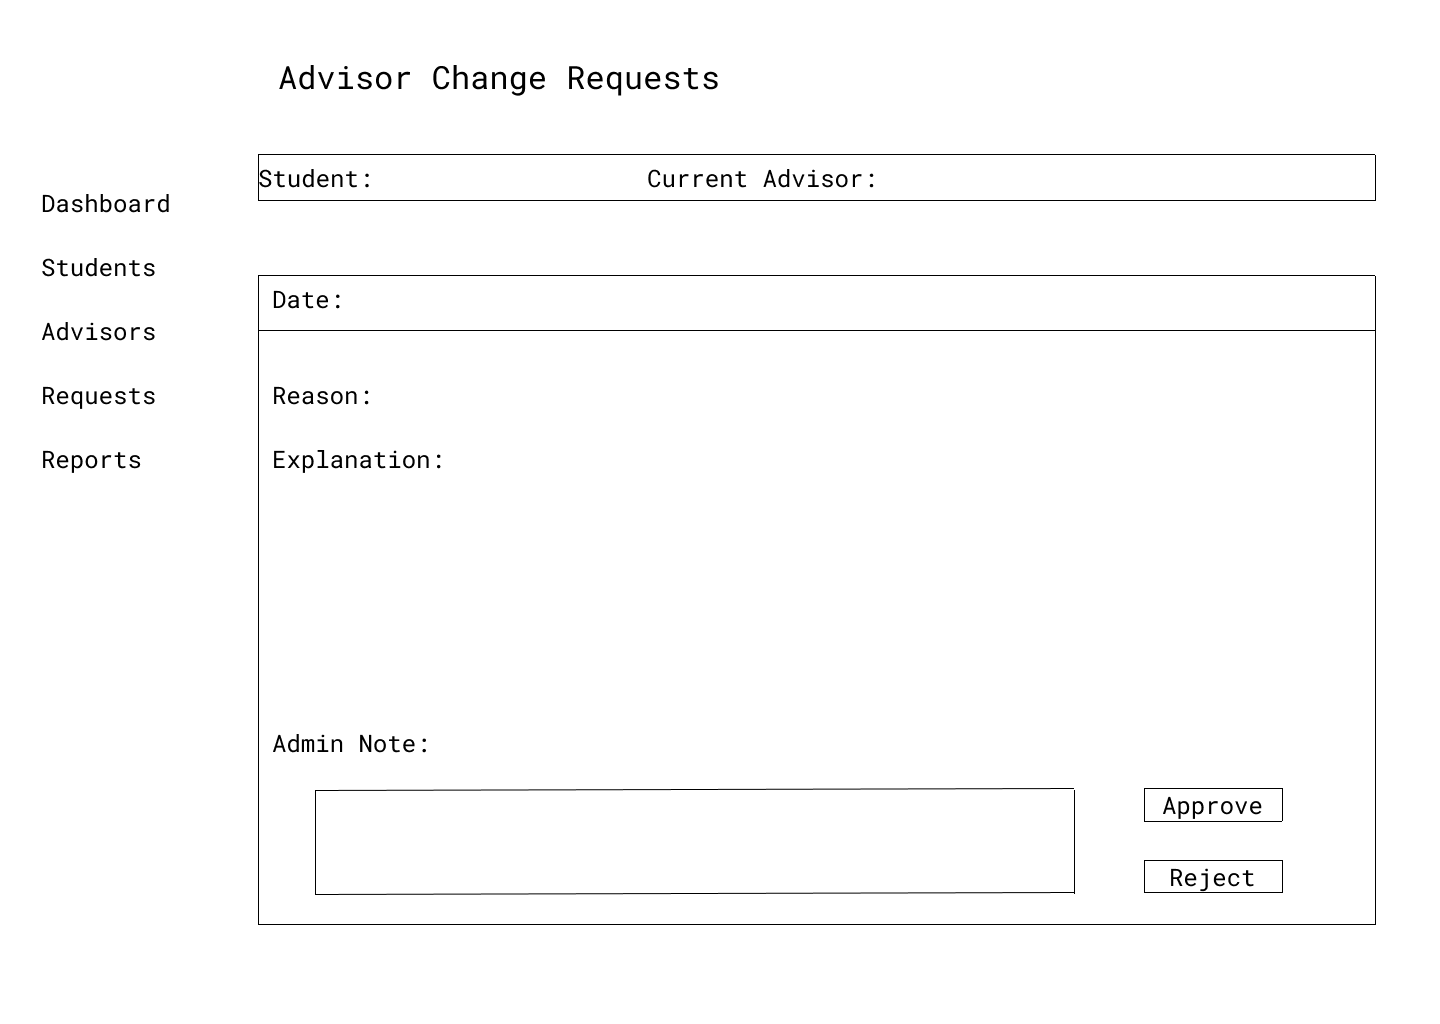 Advisor Change Requests
Student: Current Advisor:
Dashboard
Students
Advisors
Requests
Reports
Date:
Reason:
Explanation:
Admin Note:
Approve
Reject